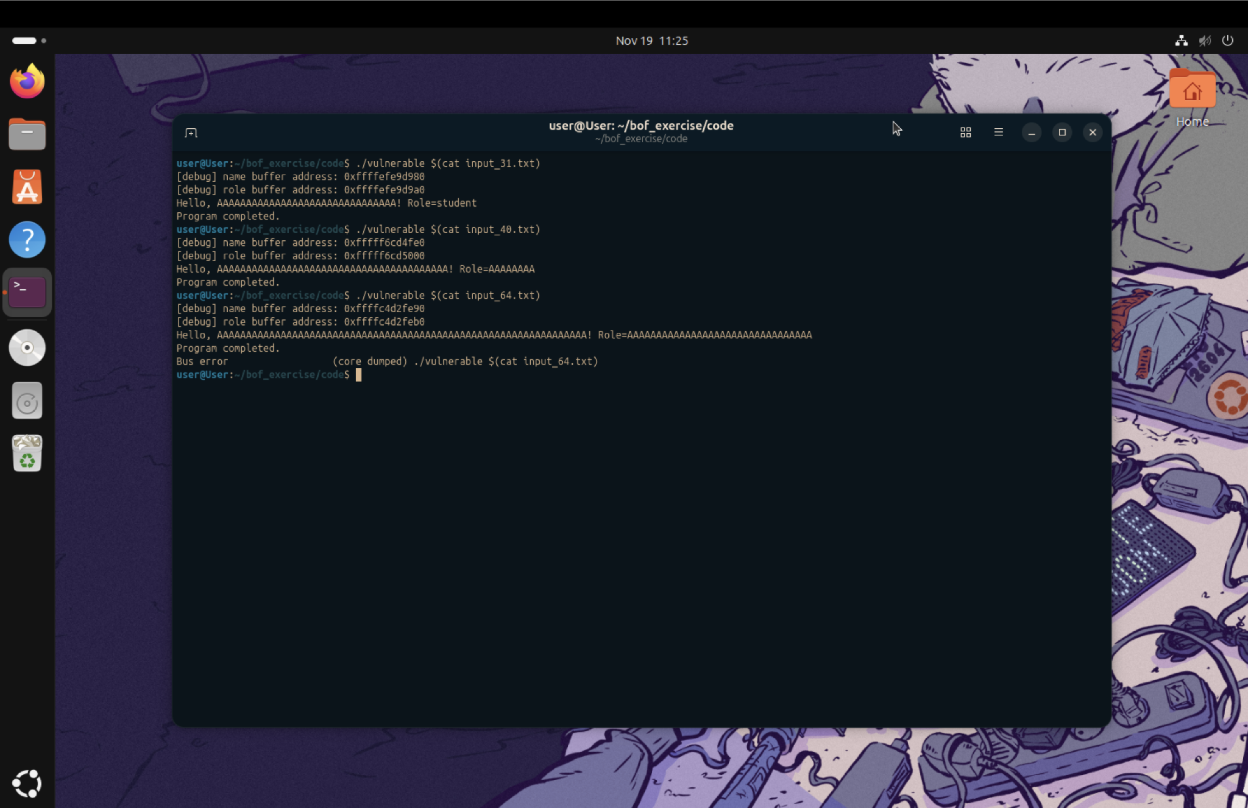 Nov 19 11:25
Home
user@User: ~/bof_exercise/code
~/bof_exercise/code
user@User:~/bof_exercise/code$ ./vulnerable $(cat input_31.txt)
[debug] name buffer address: 0xffffefe9d980
[debug] role buffer address: 0xffffefe9d9a0
Hello, AAAAAAAAAAAAAAAAAAAAAAAAAAAAAAA! Role=student
Program completed.
user@User:~/bof_exercise/code$ ./vulnerable $(cat input_40.txt)
[debug] name buffer address: 0xfffff6cd4fe0
[debug] role buffer address: 0xfffff6cd5000
Hello, AAAAAAAAAAAAAAAAAAAAAAAAAAAAAAAAAAAAAAAA! Role=AAAAAAAA
Program completed.
user@User:~/bof_exercise/code$ ./vulnerable $(cat input_64.txt)
[debug] name buffer address: 0xffffc4d2fe90
[debug] role buffer address: 0xffffc4d2feb0
Hello, AAAAAAAAAAAAAAAAAAAAAAAAAAAAAAAAAAAAAAAAAAAAAAAAAAAAAAAAAAAAAAAA! Role=AAAAAAAAAAAAAAAAAAAAAAAAAAAAAAAA
Program completed.
Bus error (core dumped) ./vulnerable $(cat input_64.txt)
user@User:~/bof_exercise/code$
26.04